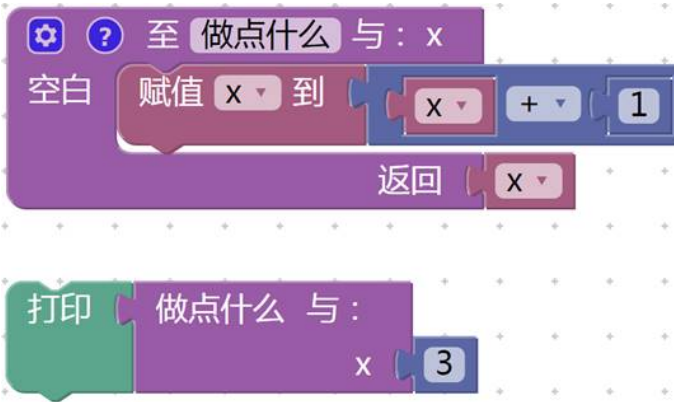 ? 至 做点什么 与： x
空白 赋值 x 到 x + 1
返回 x
打印 做点什么 与：
x 3